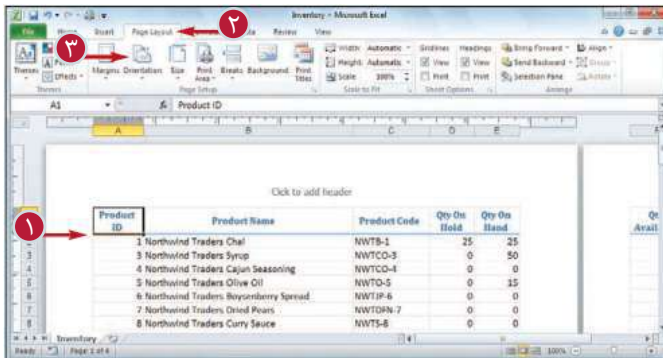 Inventory - Microsoft Excel
٢
File Home Insert Page Layout Data Review View
٣
Width: Automatic Gridlines Headings Bring Forward Align
Themes Margins Orientation Size Print Area Breaks Background Print Titles
Height: Automatic View View Send Backward Group
Effects Scale: 100% Print Print Selection Pane Rotate
Themes Page Setup Scale to Fit Sheet Options Arrange
A1 fx Product ID
A B C D E
Click to add header
١
Product ID Product Name Product Code Qty On Hold Qty On Hand
1 Northwind Traders Chai NWTB-1 25 25
3 Northwind Traders Syrup NWTCO-3 0 50
4 Northwind Traders Cajun Seasoning NWTCO-4 0 0
5 Northwind Traders Olive Oil NWTO-5 0 15
6 Northwind Traders Boysenberry Spread NWTJP-6 0 0
7 Northwind Traders Dried Pears NWTDFN-7 0 0
8 Northwind Traders Curry Sauce NWTS-8 0 0
Inventory
Ready Page: 1 of 4 100%